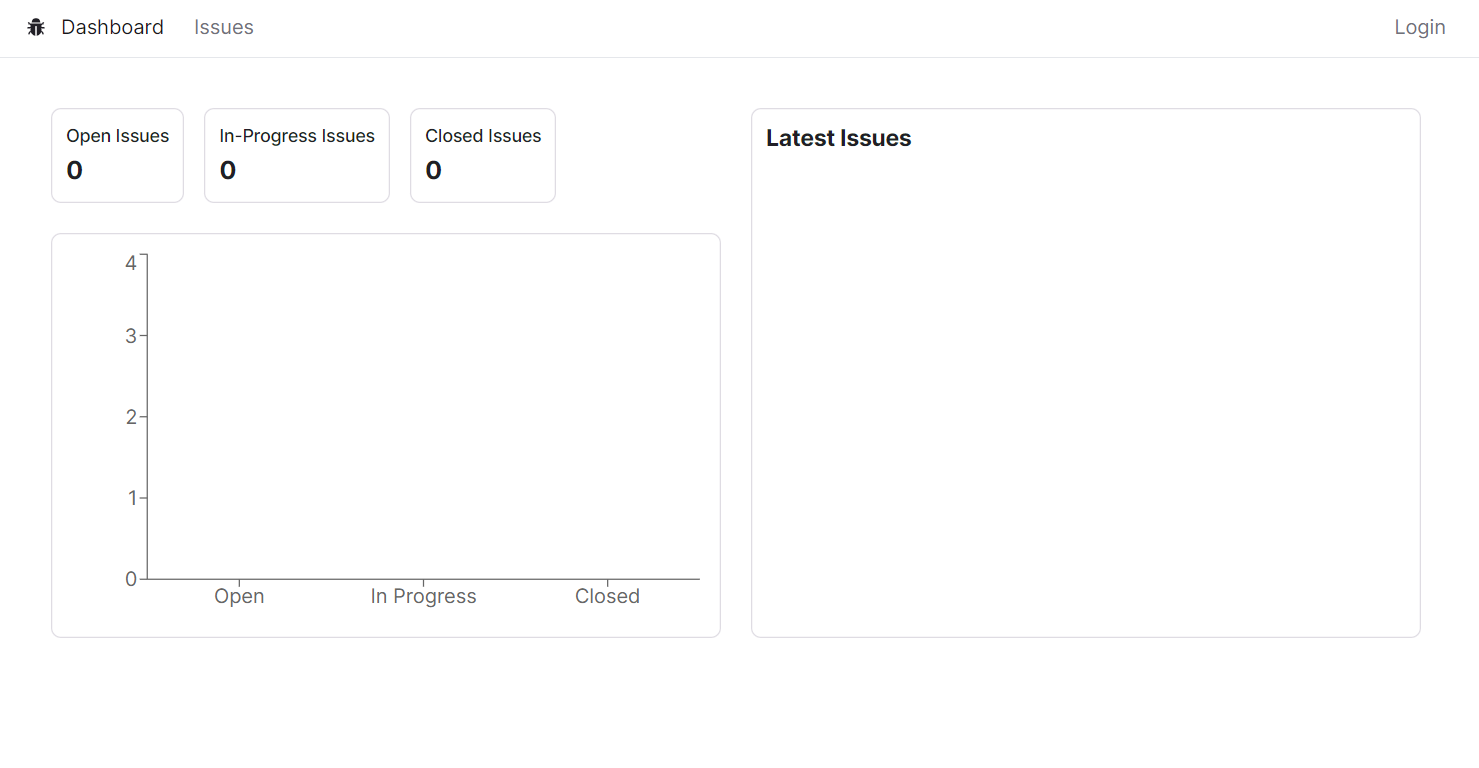 Dashboard Issues Login
Open Issues
0
In-Progress Issues
0
Closed Issues
0
4
3
2
1
0
Open In Progress Closed
Latest Issues